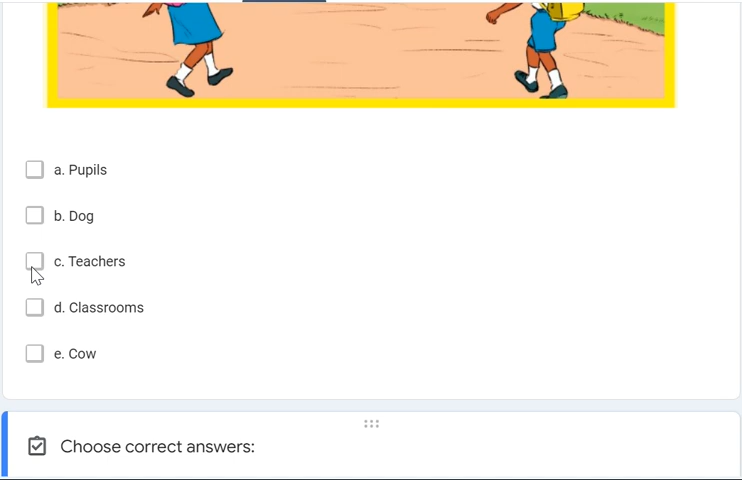 a. Pupils
b. Dog
c. Teachers
d. Classrooms
e. Cow
Choose correct answers: